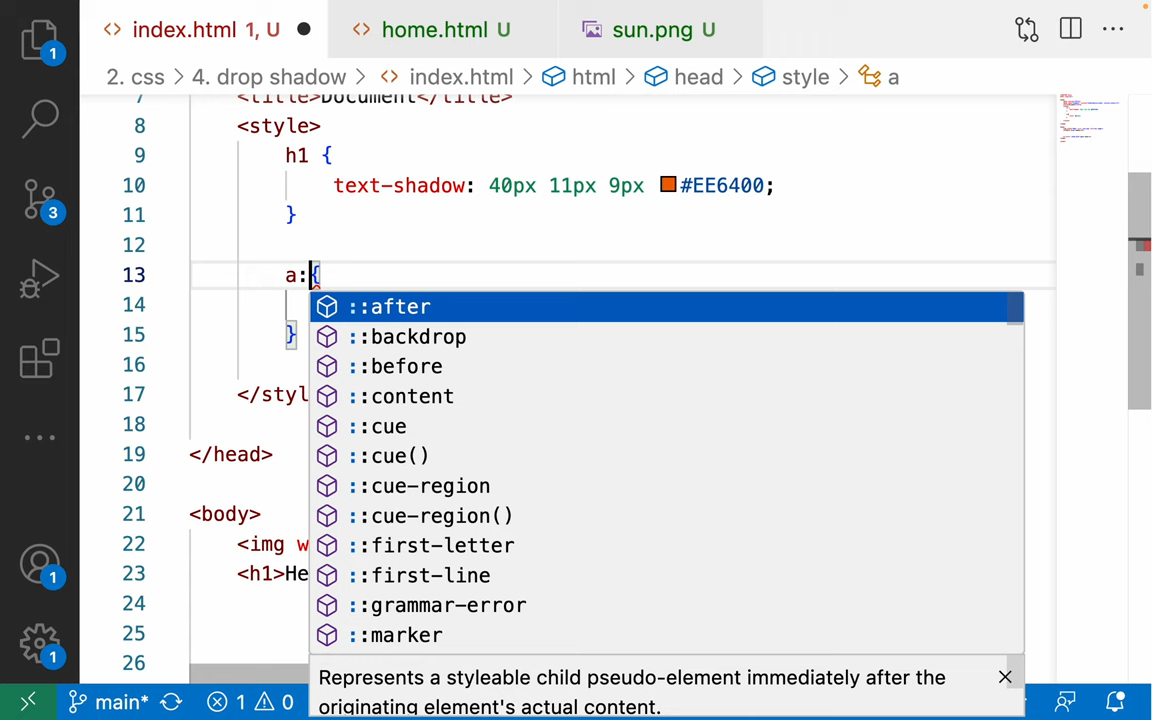 index.html 1, U
home.html U
sun.png U
2. css > 4. drop shadow > index.html > html > head > style > a
7 <title>Document</title>
8 <style>
9 h1 {
10 text-shadow: 40px 11px 9px #EE6400;
11 }
12
13 a:{
14
15 }
16
17 </styl
18
19 </head>
20
21 <body>
22 <img w
23 <h1>He
24
25
26
::after
::backdrop
::before
::content
::cue
::cue()
::cue-region
::cue-region()
::first-letter
::first-line
::grammar-error
::marker
Represents a styleable child pseudo-element immediately after the
originating element's actual content.
1
3
1
1
main* 1 0